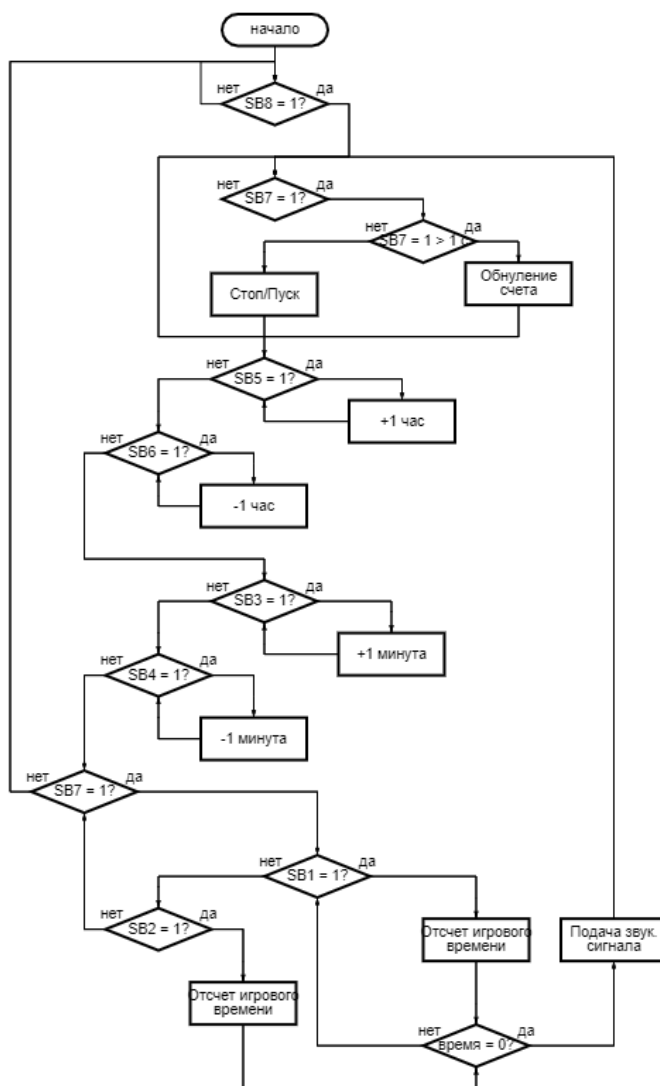 начало
нет
да
SB8 = 1?
нет
да
SB7 = 1?
нет
да
SB7 = 1 > 1 с
Стоп/Пуск
Обнуление
счета
нет
да
SB5 = 1?
+1 час
нет
да
SB6 = 1?
-1 час
нет
да
SB3 = 1?
+1 минута
нет
да
SB4 = 1?
-1 минута
нет
да
SB7 = 1?
нет
да
SB1 = 1?
нет
да
SB2 = 1?
Отсчет игрового
времени
Подача звук.
сигнала
Отсчет игрового
времени
нет
да
время = 0?